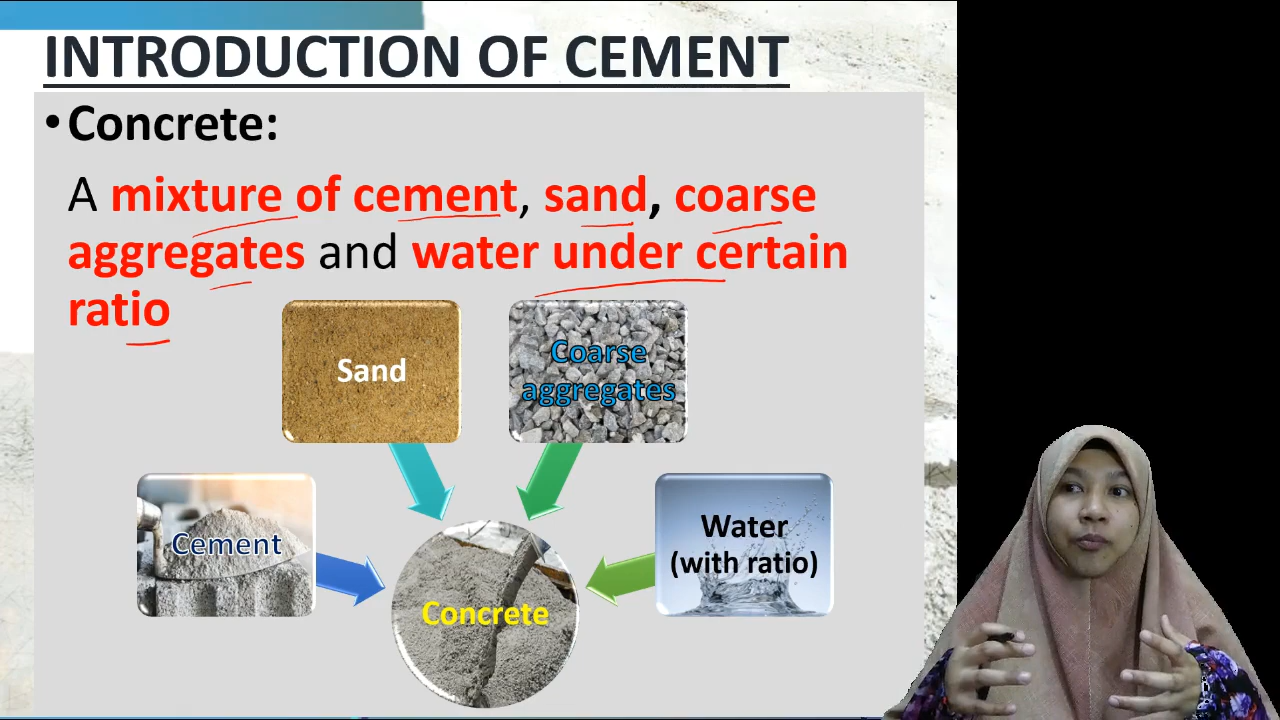 INTRODUCTION OF CEMENT
• Concrete:
A mixture of cement, sand, coarse
aggregates and water under certain
ratio
Sand
Coarse
aggregates
Cement
Water
(with ratio)
Concrete